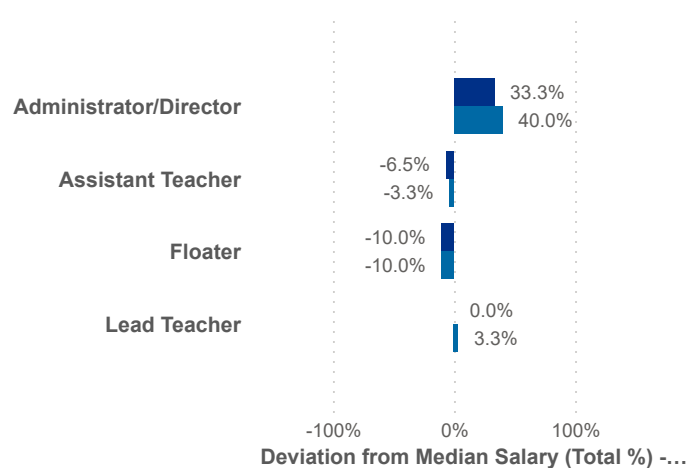 Administrator/Director
33.3%
40.0%
Assistant Teacher
-6.5%
-3.3%
Floater
-10.0%
-10.0%
Lead Teacher
0.0%
3.3%
-100% 0% 100%
Deviation from Median Salary (Total %) -...